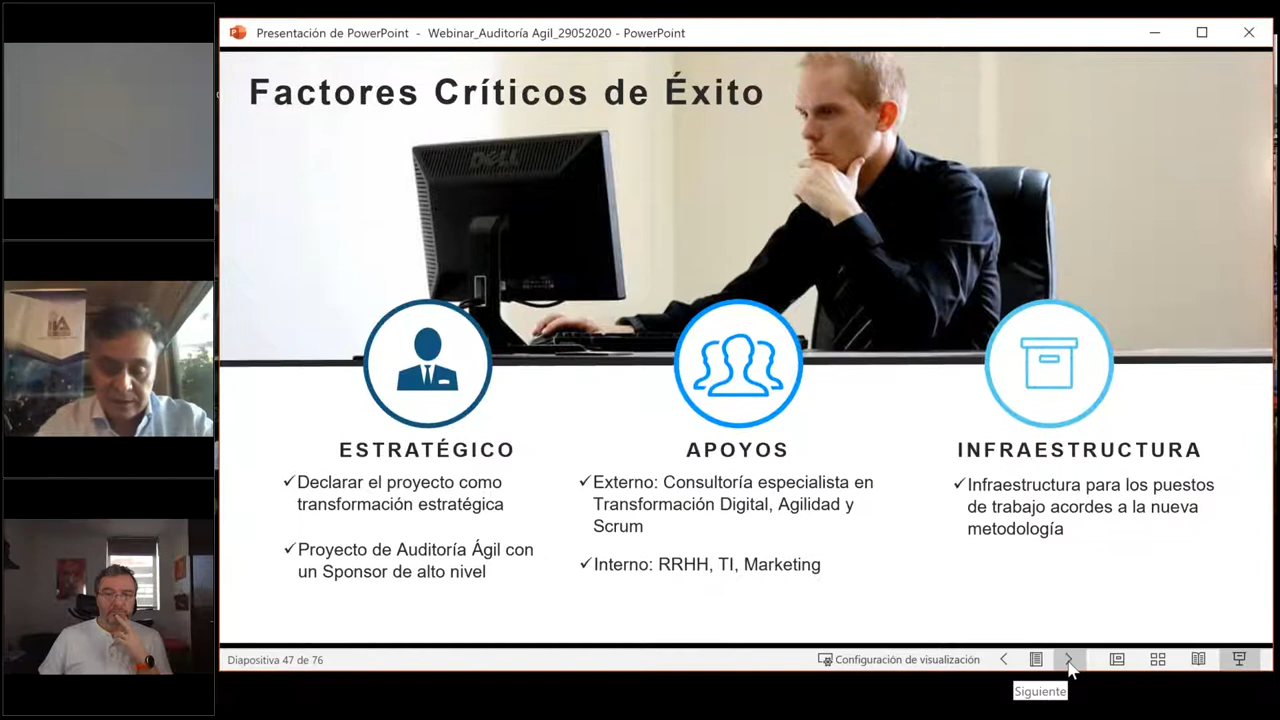 Presentación de PowerPoint - Webinar_Auditoría Agil_29052020 - PowerPoint
Factores Críticos de Éxito
DELL
IIA
ESTRATÉGICO
✓Declarar el proyecto como
transformación estratégica
✓Proyecto de Auditoría Ágil con
un Sponsor de alto nivel
APOYOS
✓Externo: Consultoría especialista en
Transformación Digital, Agilidad y
Scrum
✓Interno: RRHH, TI, Marketing
INFRAESTRUCTURA
✓Infraestructura para los puestos
de trabajo acordes a la nueva
metodología
Diapositiva 47 de 76
Configuración de visualización
Siguiente